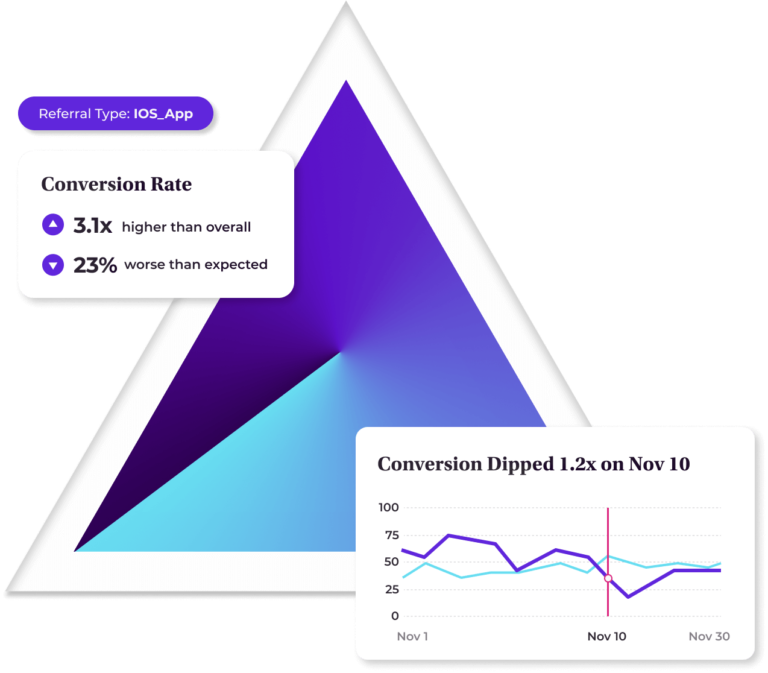 Referral Type: IOS_App
Conversion Rate
3.1x higher than overall
23% worse than expected
Conversion Dipped 1.2x on Nov 10
100
75
50
25
0
Nov 1 Nov 10 Nov 30